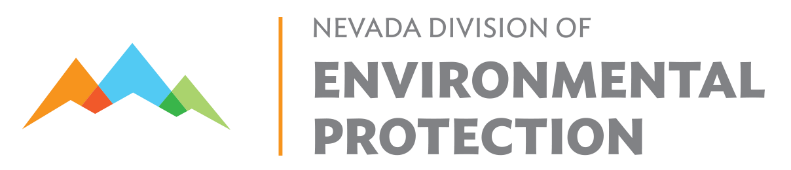 NEVADA DIVISION OF
ENVIRONMENTAL
PROTECTION